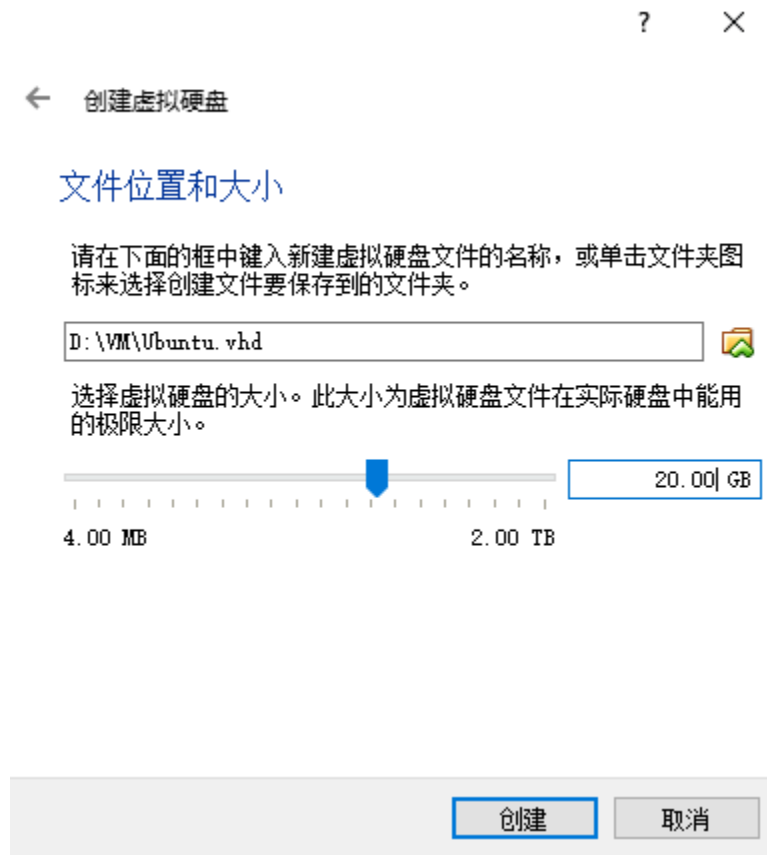 ?
创建虚拟硬盘
文件位置和大小
请在下面的框中键入新建虚拟硬盘文件的名称，或单击文件夹图
标来选择创建文件要保存到的文件夹。
D:\VM\Ubuntu.vhd
选择虚拟硬盘的大小。此大小为虚拟硬盘文件在实际硬盘中能用
的极限大小。
20.00 GB
4.00 MB 2.00 TB
创建 取消